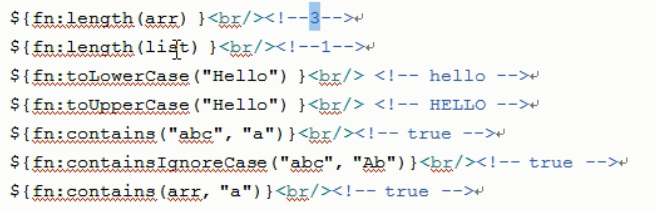 ${fn:length(arr) }<br/><!--3-->
${fn:length(list) }<br/><!--1-->
${fn:toLowerCase("Hello") }<br/> <!-- hello -->
${fn:toUpperCase("Hello") }<br/> <!-- HELLO -->
${fn:contains("abc", "a")}<br/><!-- true -->
${fn:containsIgnoreCase("abc", "Ab")}<br/><!-- true -->
${fn:contains(arr, "a")}<br/><!-- true -->